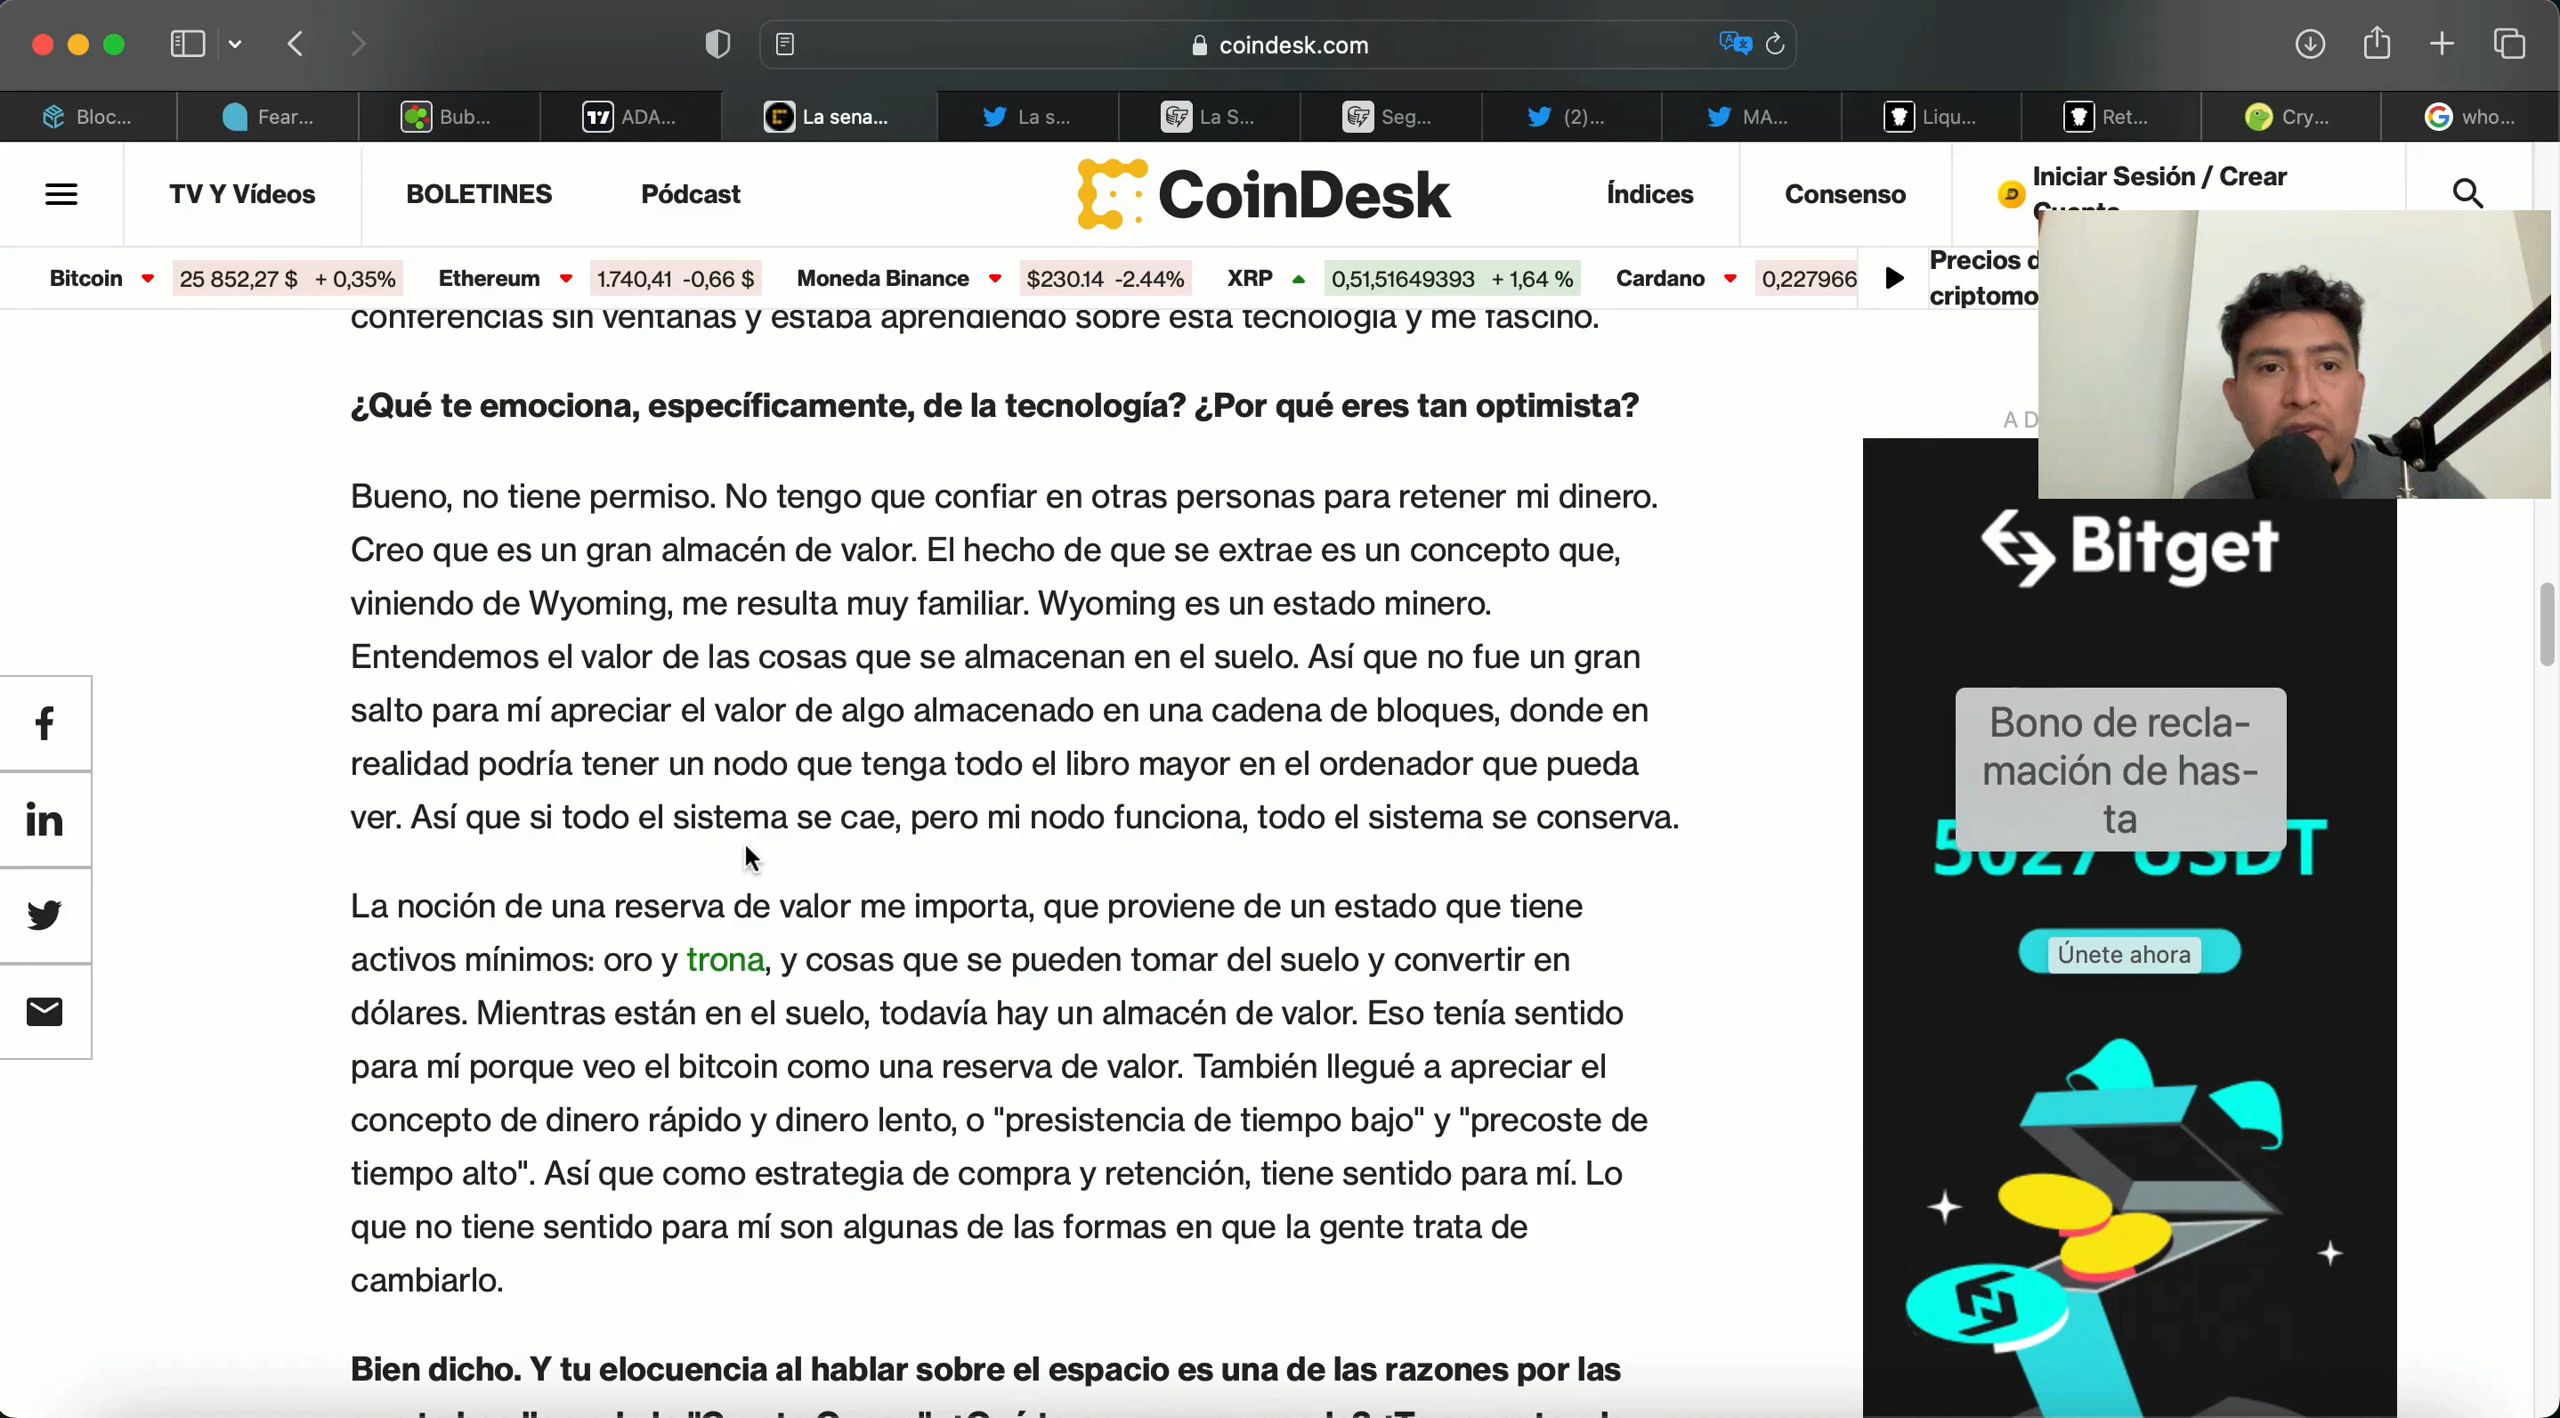 coindesk.com
Bloc...
Fear...
Bub...
ADA...
La sena...
La s...
La S...
Seg...
(2)...
MA...
Liqu...
Ret...
Cry...
who...
TV Y Vídeos
BOLETINES
Pódcast
CoinDesk
Índices
Consenso
Iniciar Sesión / Crear
Bitcoin 25 852,27 $ + 0,35%
Ethereum 1.740,41 -0,66 $
Moneda Binance $230.14 -2.44%
XRP 0,51,51649393 + 1,64 %
Cardano 0,227966
Precios d
criptomo
conferencias sin ventanas y estaba aprendiendo sobre esta tecnología y me fascinó.
¿Qué te emociona, específicamente, de la tecnología? ¿Por qué eres tan optimista?
Bueno, no tiene permiso. No tengo que confiar en otras personas para retener mi dinero.
Creo que es un gran almacén de valor. El hecho de que se extrae es un concepto que,
viniendo de Wyoming, me resulta muy familiar. Wyoming es un estado minero.
Entendemos el valor de las cosas que se almacenan en el suelo. Así que no fue un gran
salto para mí apreciar el valor de algo almacenado en una cadena de bloques, donde en
realidad podría tener un nodo que tenga todo el libro mayor en el ordenador que pueda
ver. Así que si todo el sistema se cae, pero mi nodo funciona, todo el sistema se conserva.
La noción de una reserva de valor me importa, que proviene de un estado que tiene
activos mínimos: oro y trona, y cosas que se pueden tomar del suelo y convertir en
dólares. Mientras están en el suelo, todavía hay un almacén de valor. Eso tenía sentido
para mí porque veo el bitcoin como una reserva de valor. También llegué a apreciar el
concepto de dinero rápido y dinero lento, o "presistencia de tiempo bajo" y "precoste de
tiempo alto". Así que como estrategia de compra y retención, tiene sentido para mí. Lo
que no tiene sentido para mí son algunas de las formas en que la gente trata de
cambiarlo.
Bien dicho. Y tu elocuencia al hablar sobre el espacio es una de las razones por las
A D
Bitget
Bono de recla-
mación de has-
ta
5027 USDT
Únete ahora